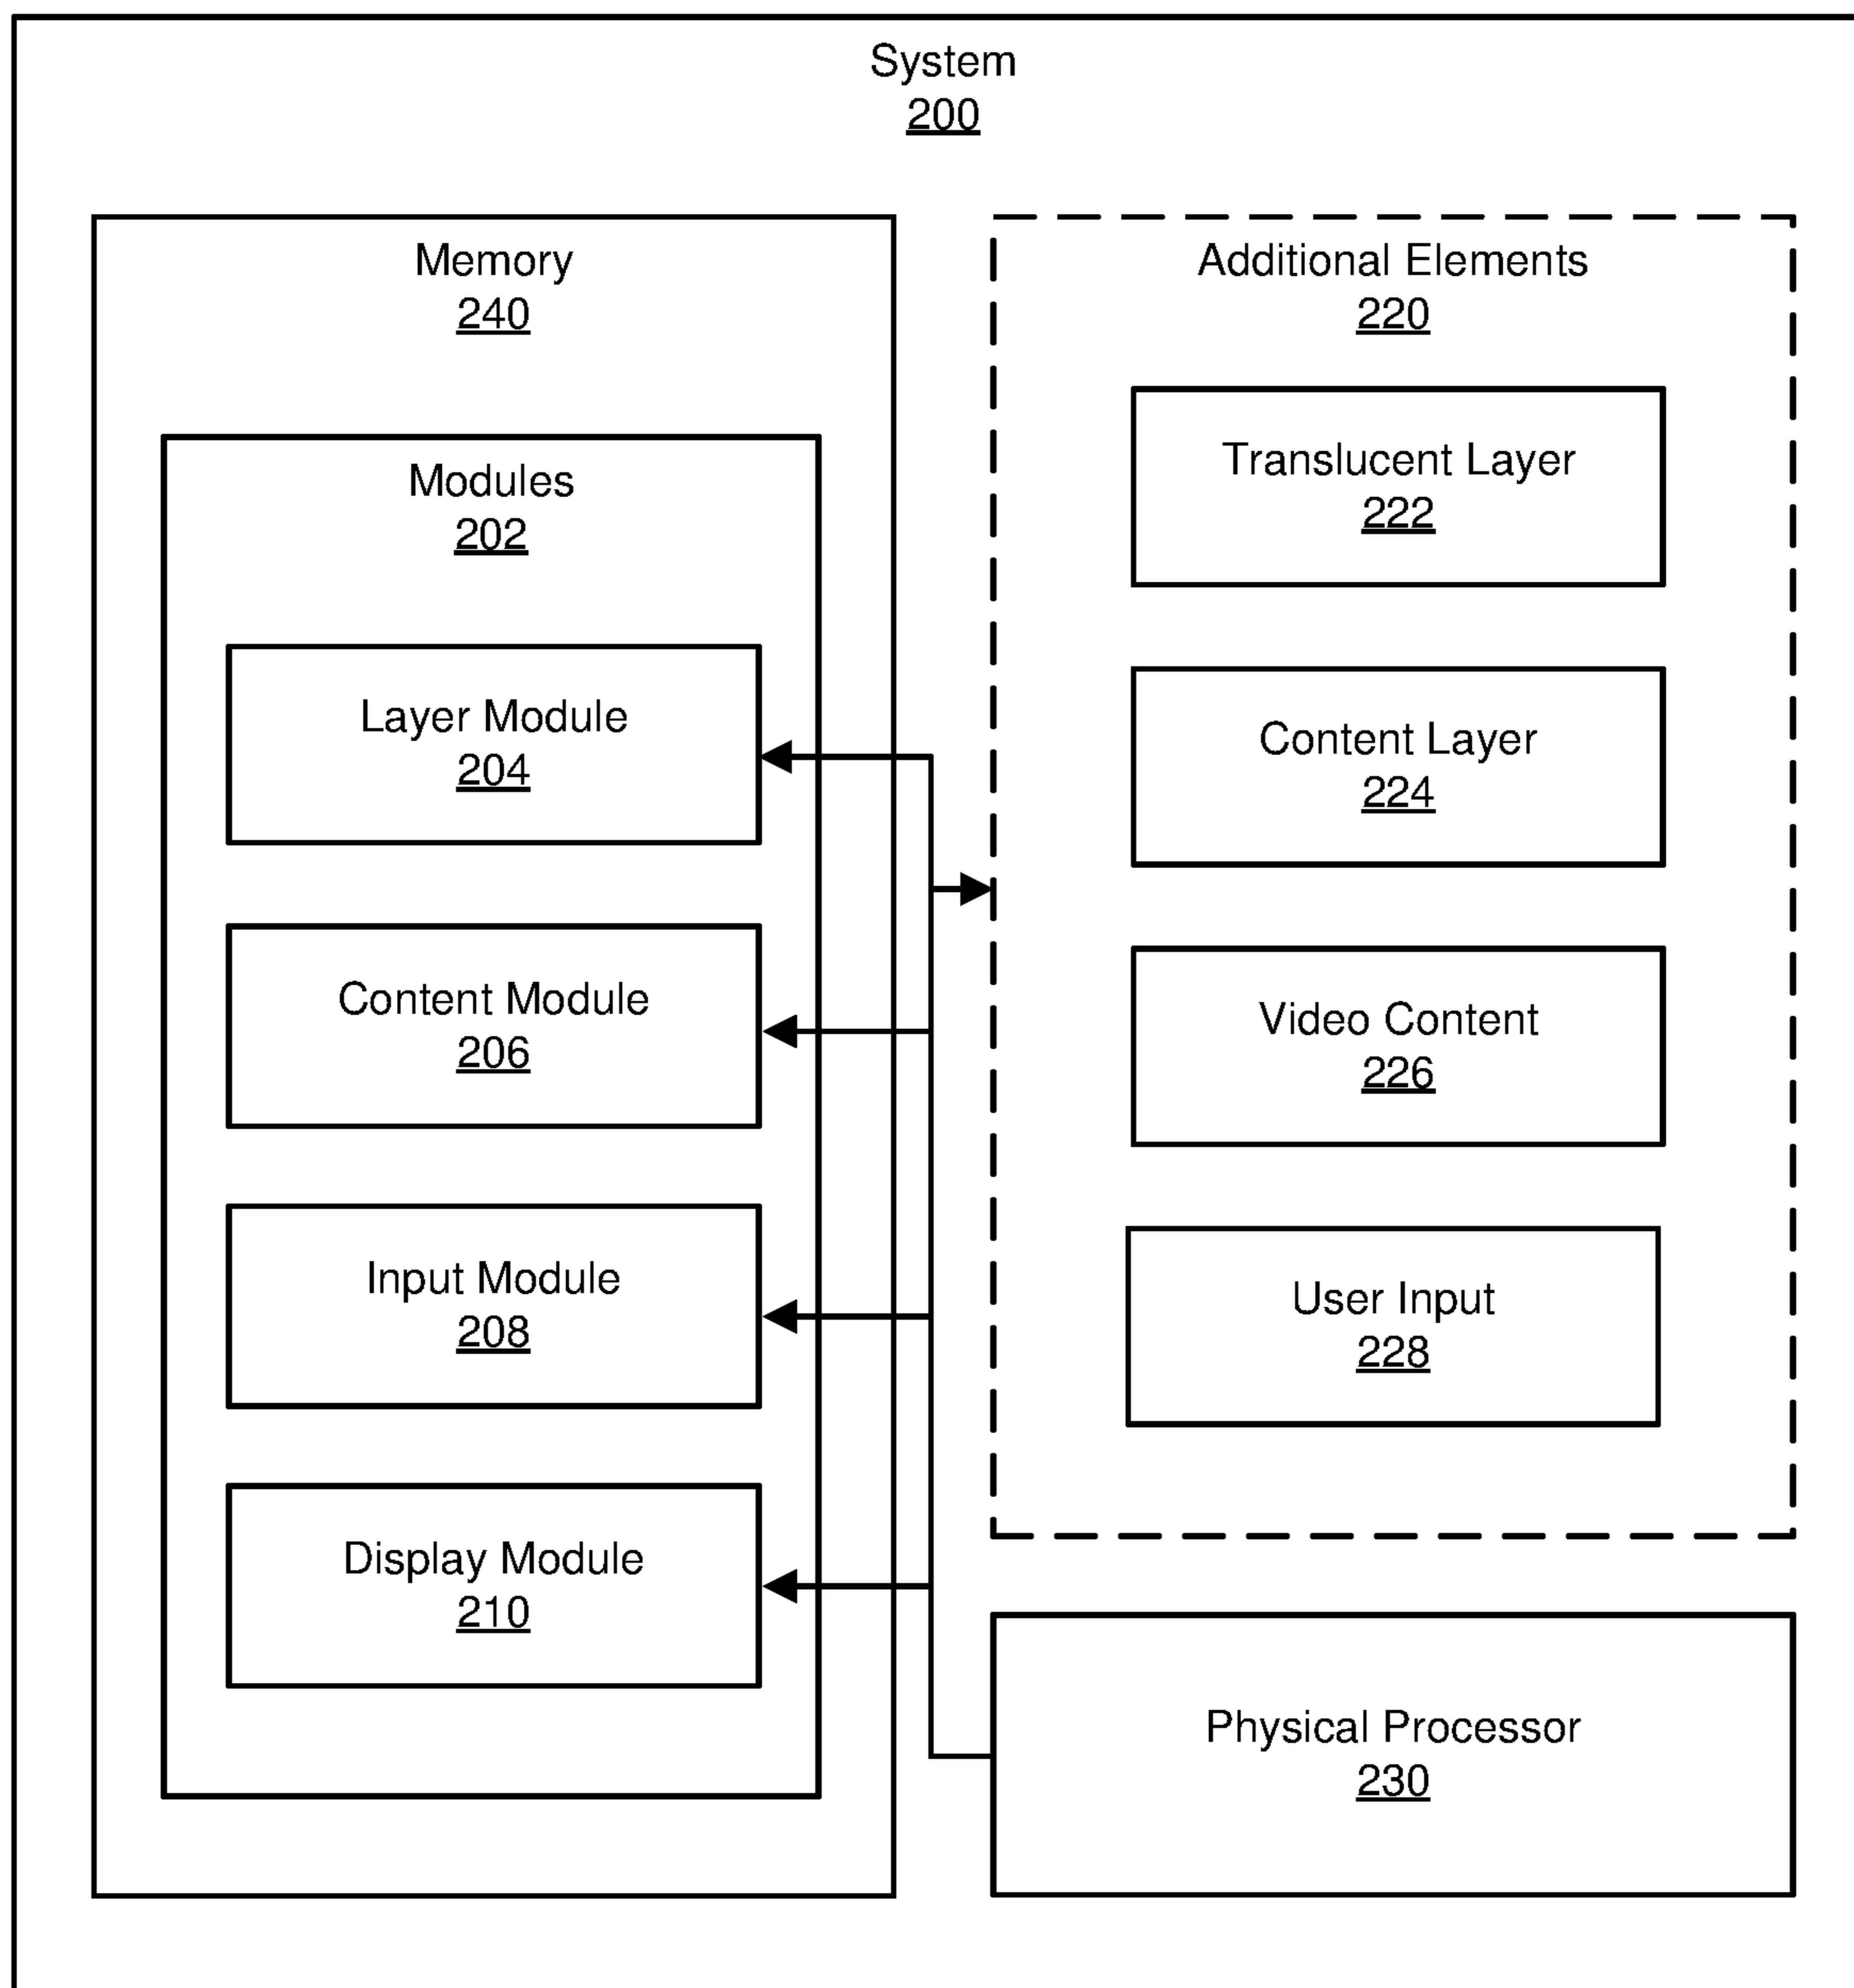 System
200
Memory
240
Modules
202
Layer Module
204
Content Module
206
Input Module
208
Display Module
210
Additional Elements
220
Translucent Layer
222
Content Layer
224
Video Content
226
User Input
228
Physical Processor
230